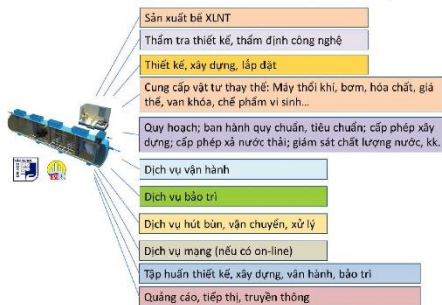 Sản xuất bể XLNT
Thẩm tra thiết kế, thẩm định công nghệ
Thiết kế, xây dựng, lắp đặt
Cung cấp vật tư thay thế: Máy thổi khí, bơm, hóa chất, giá
thể, van khóa, chế phẩm vi sinh...
Quy hoạch; ban hành quy chuẩn, tiêu chuẩn; cấp phép xây
dựng; cấp phép xả nước thải; giám sát chất lượng nước, kk.
Dịch vụ vận hành
Dịch vụ bảo trì
Dịch vụ hút bùn, vận chuyển, xử lý
Dịch vụ mạng (nếu có on-line)
Tập huấn thiết kế, xây dựng, vân hành, bảo trì
Quảng cáo, tiếp thị, truyền thông